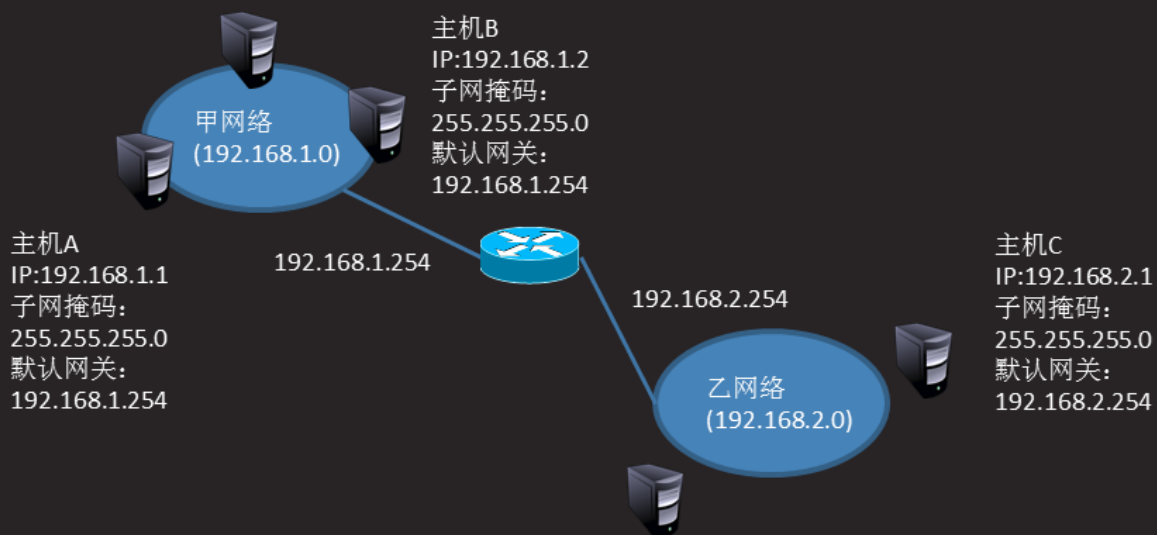 主机B
IP:192.168.1.2
子网掩码：
255.255.255.0
默认网关：
192.168.1.254
甲网络
(192.168.1.0)
主机A
IP:192.168.1.1
子网掩码：
255.255.255.0
默认网关：
192.168.1.254
192.168.1.254
192.168.2.254
主机C
IP:192.168.2.1
子网掩码：
255.255.255.0
默认网关：
192.168.2.254
乙网络
(192.168.2.0)